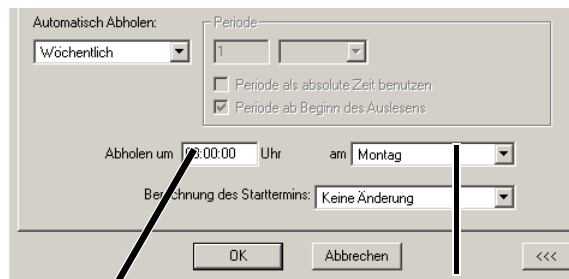 Automatisch Abholen:
Wöchentlich
Periode
1
Periode als absolute Zeit benutzen
Periode ab Beginn des Auslesens
Abholen um Uhr am Montag
Berechnung des Starttermins: Keine Änderung
OK Abbrechen <<<